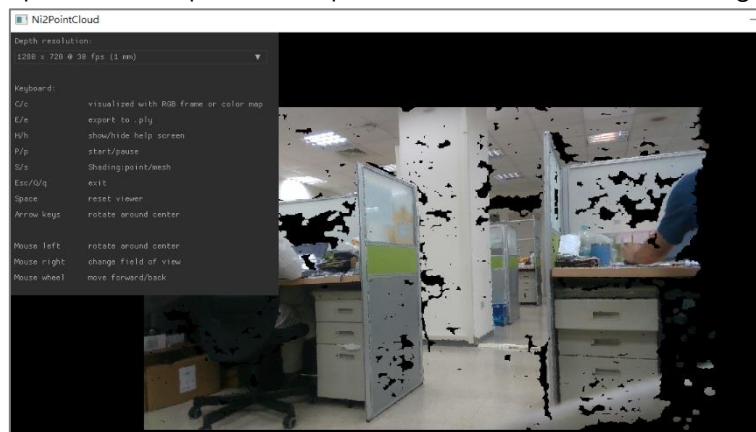 Ni2PointCloud
Depth resolution:
1280 x 720 @ 30 fps (1 mm)
Keyboard:
C/c visualized with RGB frame or color map
E/e export to .ply
H/h show/hide help screen
P/p start/pause
S/s Shading:point/mesh
Esc/Q/q exit
Space reset viewer
Arrow keys rotate around center
Mouse left rotate around center
Mouse right change field of view
Mouse wheel move forward/back